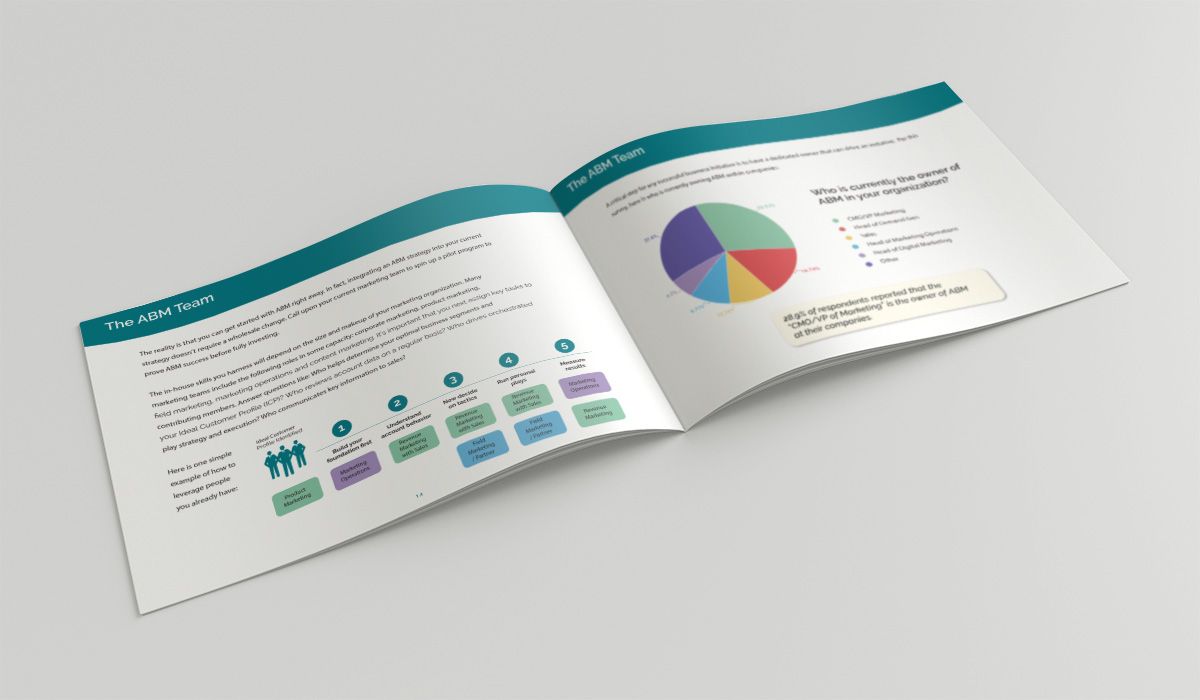 The ABM Team
The reality is that you can get started with ABM right away. In fact, integrating an ABM strategy into your current
strategy doesn't require a wholesale change. Call upon your current marketing team to spin up a pilot program to
prove ABM success before fully investing.
The in-house skills you harness will depend on the size and makeup of your marketing organization. Many
marketing teams include the following roles in some capacity: corporate marketing, product marketing,
field marketing, marketing operations and content marketing. It's important that you next assign key tasks to
contributing members. Answer questions like: Who helps determine your optimal business segments and
your Ideal Customer Profile (ICP)? Who reviews account data on a regular basis? Who drives orchestrated
play strategy and execution? Who communicates key information to sales?
Here is one simple
example of how to
leverage people
you already have:
Ideal Customer
Profile Identified
Product
Marketing
1
Build your
foundation first
Marketing
Operations
2
Understand
account behavior
Revenue
Marketing
with Sales
3
Now decide
on tactics
Revenue
Marketing
with Sales
Field
Marketing
/ Partner
4
Run personal
plays
Revenue
Marketing
with Sales
Field
Marketing
/ Partner
5
Measure
results
Marketing
Operations
Revenue
Marketing
14
The ABM Team
A critical step for any successful business initiative is to have a dedicated owner that can drive an initiative. Per this
survey, here is who is currently owning ABM within companies.
Who is currently the owner of
ABM in your organization?
CMO/VP Marketing
Head of Demand Gen
Sales
Head of Marketing Operations
Head of Digital Marketing
Other
28.9% of respondents reported that the
"CMO/VP of Marketing" is the owner of ABM
at their companies.